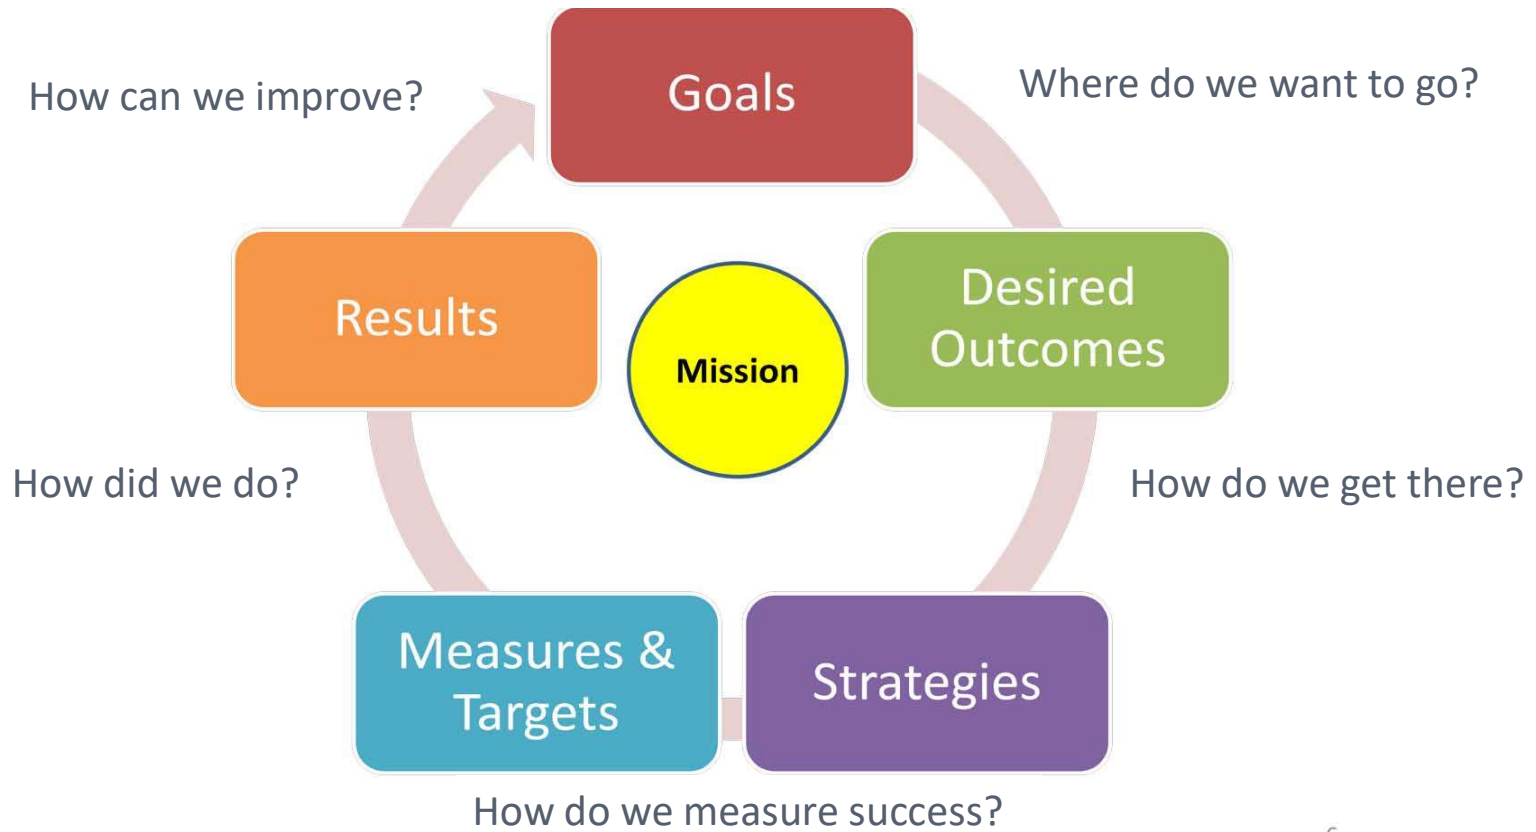 Goals
Where do we want to go?
How can we improve?
Desired
Outcomes
Results
Mission
How do we get there?
How did we do?
Strategies
Measures &
Targets
How do we measure success?